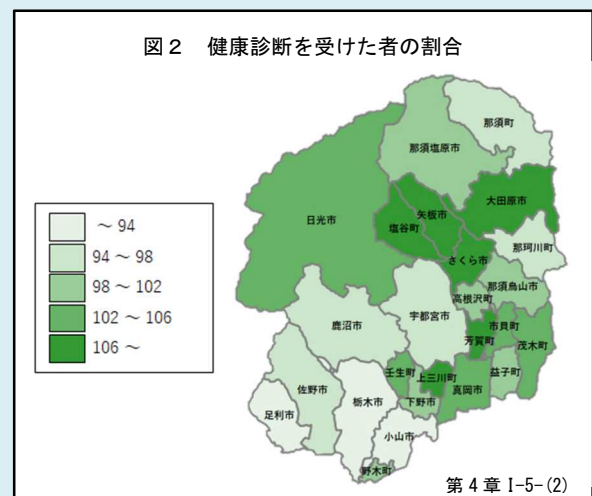 図２　健康診断を受けた者の割合
那須町
那須塩原市
大田原市
日光市
矢板市
塩谷町
那珂川町
さくら市
那須烏山市
高根沢町
宇都宮市
鹿沼市
市貝町
芳賀町
茂木町
壬生町
上三川町
益子町
真岡市
佐野市
栃木市
下野市
足利市
小山市
野木町
～ 94
94 ～ 98
98 ～ 102
102 ～ 106
106 ～
第４章 Ⅰ-5-(2)